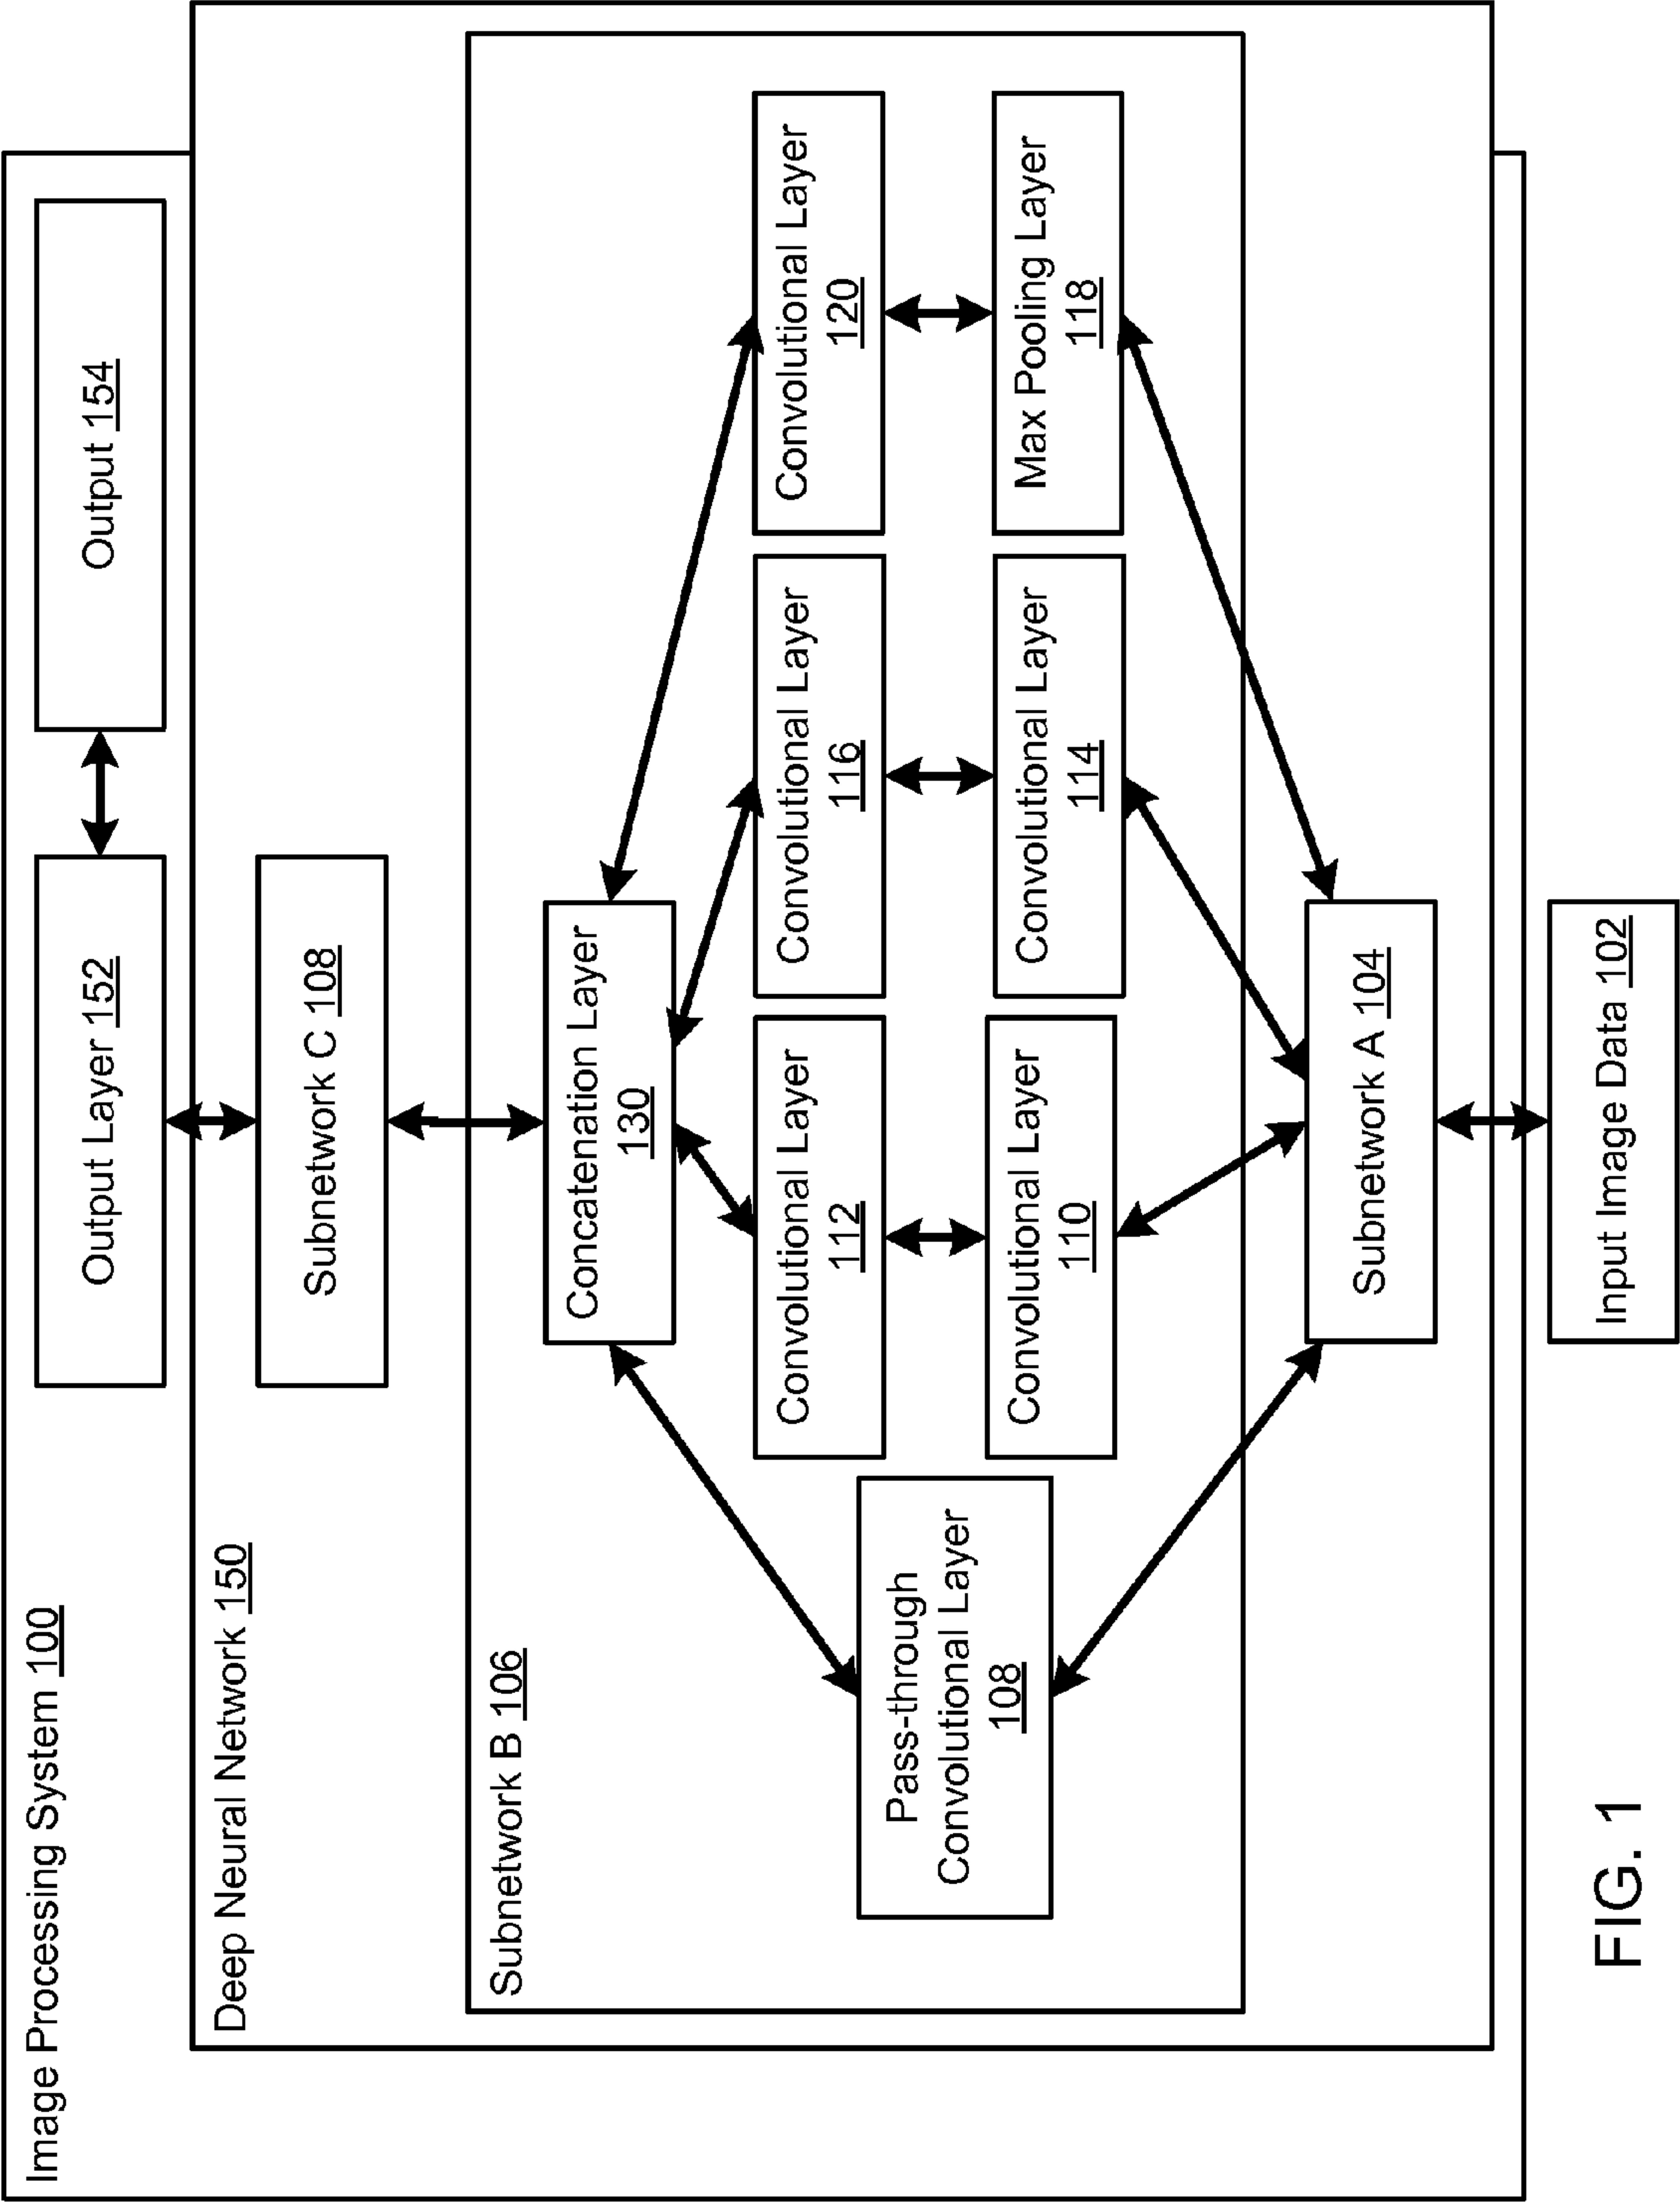 Image Processing System 100
Output Layer 152
Output 154
Deep Neural Network 150
Subnetwork C 108
Subnetwork B 106
Concatenation Layer
130
Pass-through
Convolutional Layer
108
Convolutional Layer
112
Convolutional Layer
116
Convolutional Layer
120
Convolutional Layer
110
Convolutional Layer
114
Max Pooling Layer
118
Subnetwork A 104
Input Image Data 102
FIG. 1